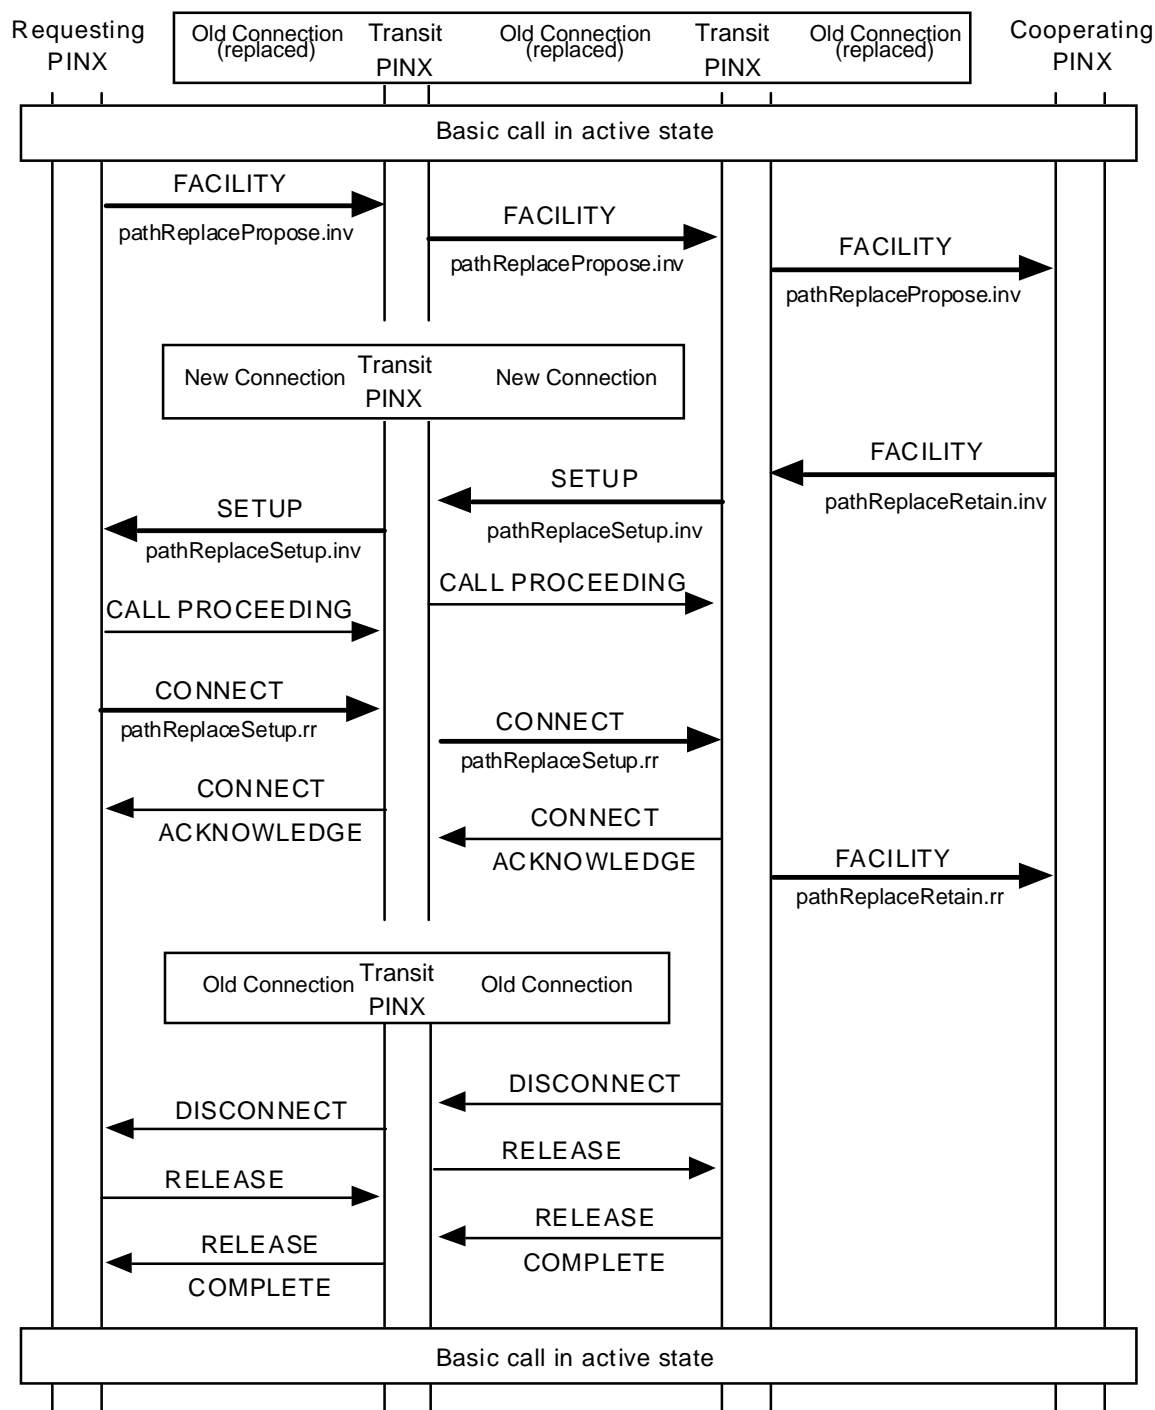 Requesting
PINX
Old Connection
(replaced)
Transit
PINX
Old Connection
(replaced)
Transit
PINX
Old Connection
(replaced)
Cooperating
PINX
Basic call in active state
FACILITY
pathReplacePropose.inv
FACILITY
pathReplacePropose.inv
FACILITY
pathReplacePropose.inv
New Connection
Transit
PINX
New Connection
FACILITY
pathReplaceRetain.inv
SETUP
pathReplaceSetup.inv
SETUP
pathReplaceSetup.inv
CALL PROCEEDING
CALL PROCEEDING
CONNECT
pathReplaceSetup.rr
CONNECT
pathReplaceSetup.rr
CONNECT
ACKNOWLEDGE
CONNECT
ACKNOWLEDGE
FACILITY
pathReplaceRetain.rr
Old Connection
Transit
PINX
Old Connection
DISCONNECT
DISCONNECT
RELEASE
RELEASE
RELEASE
COMPLETE
RELEASE
COMPLETE
Basic call in active state